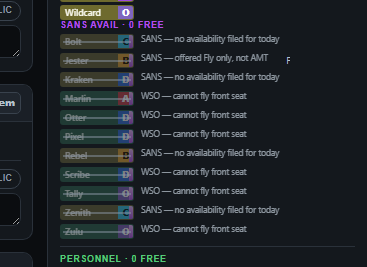 Wildcard O
SANS AVAIL · 0 FREE
Bolt C SANS — no availability filed for today
Jester B SANS — offered Fly only, not AMT F
Kraken D SANS — no availability filed for today
Marlin A WSO — cannot fly front seat
Otter D WSO — cannot fly front seat
Pixel D WSO — cannot fly front seat
Rebel B SANS — no availability filed for today
Scribe D WSO — cannot fly front seat
Tally O WSO — cannot fly front seat
Zenith C SANS — no availability filed for today
Zulu O WSO — cannot fly front seat
PERSONNEL · 0 FREE
LIC
em
LIC